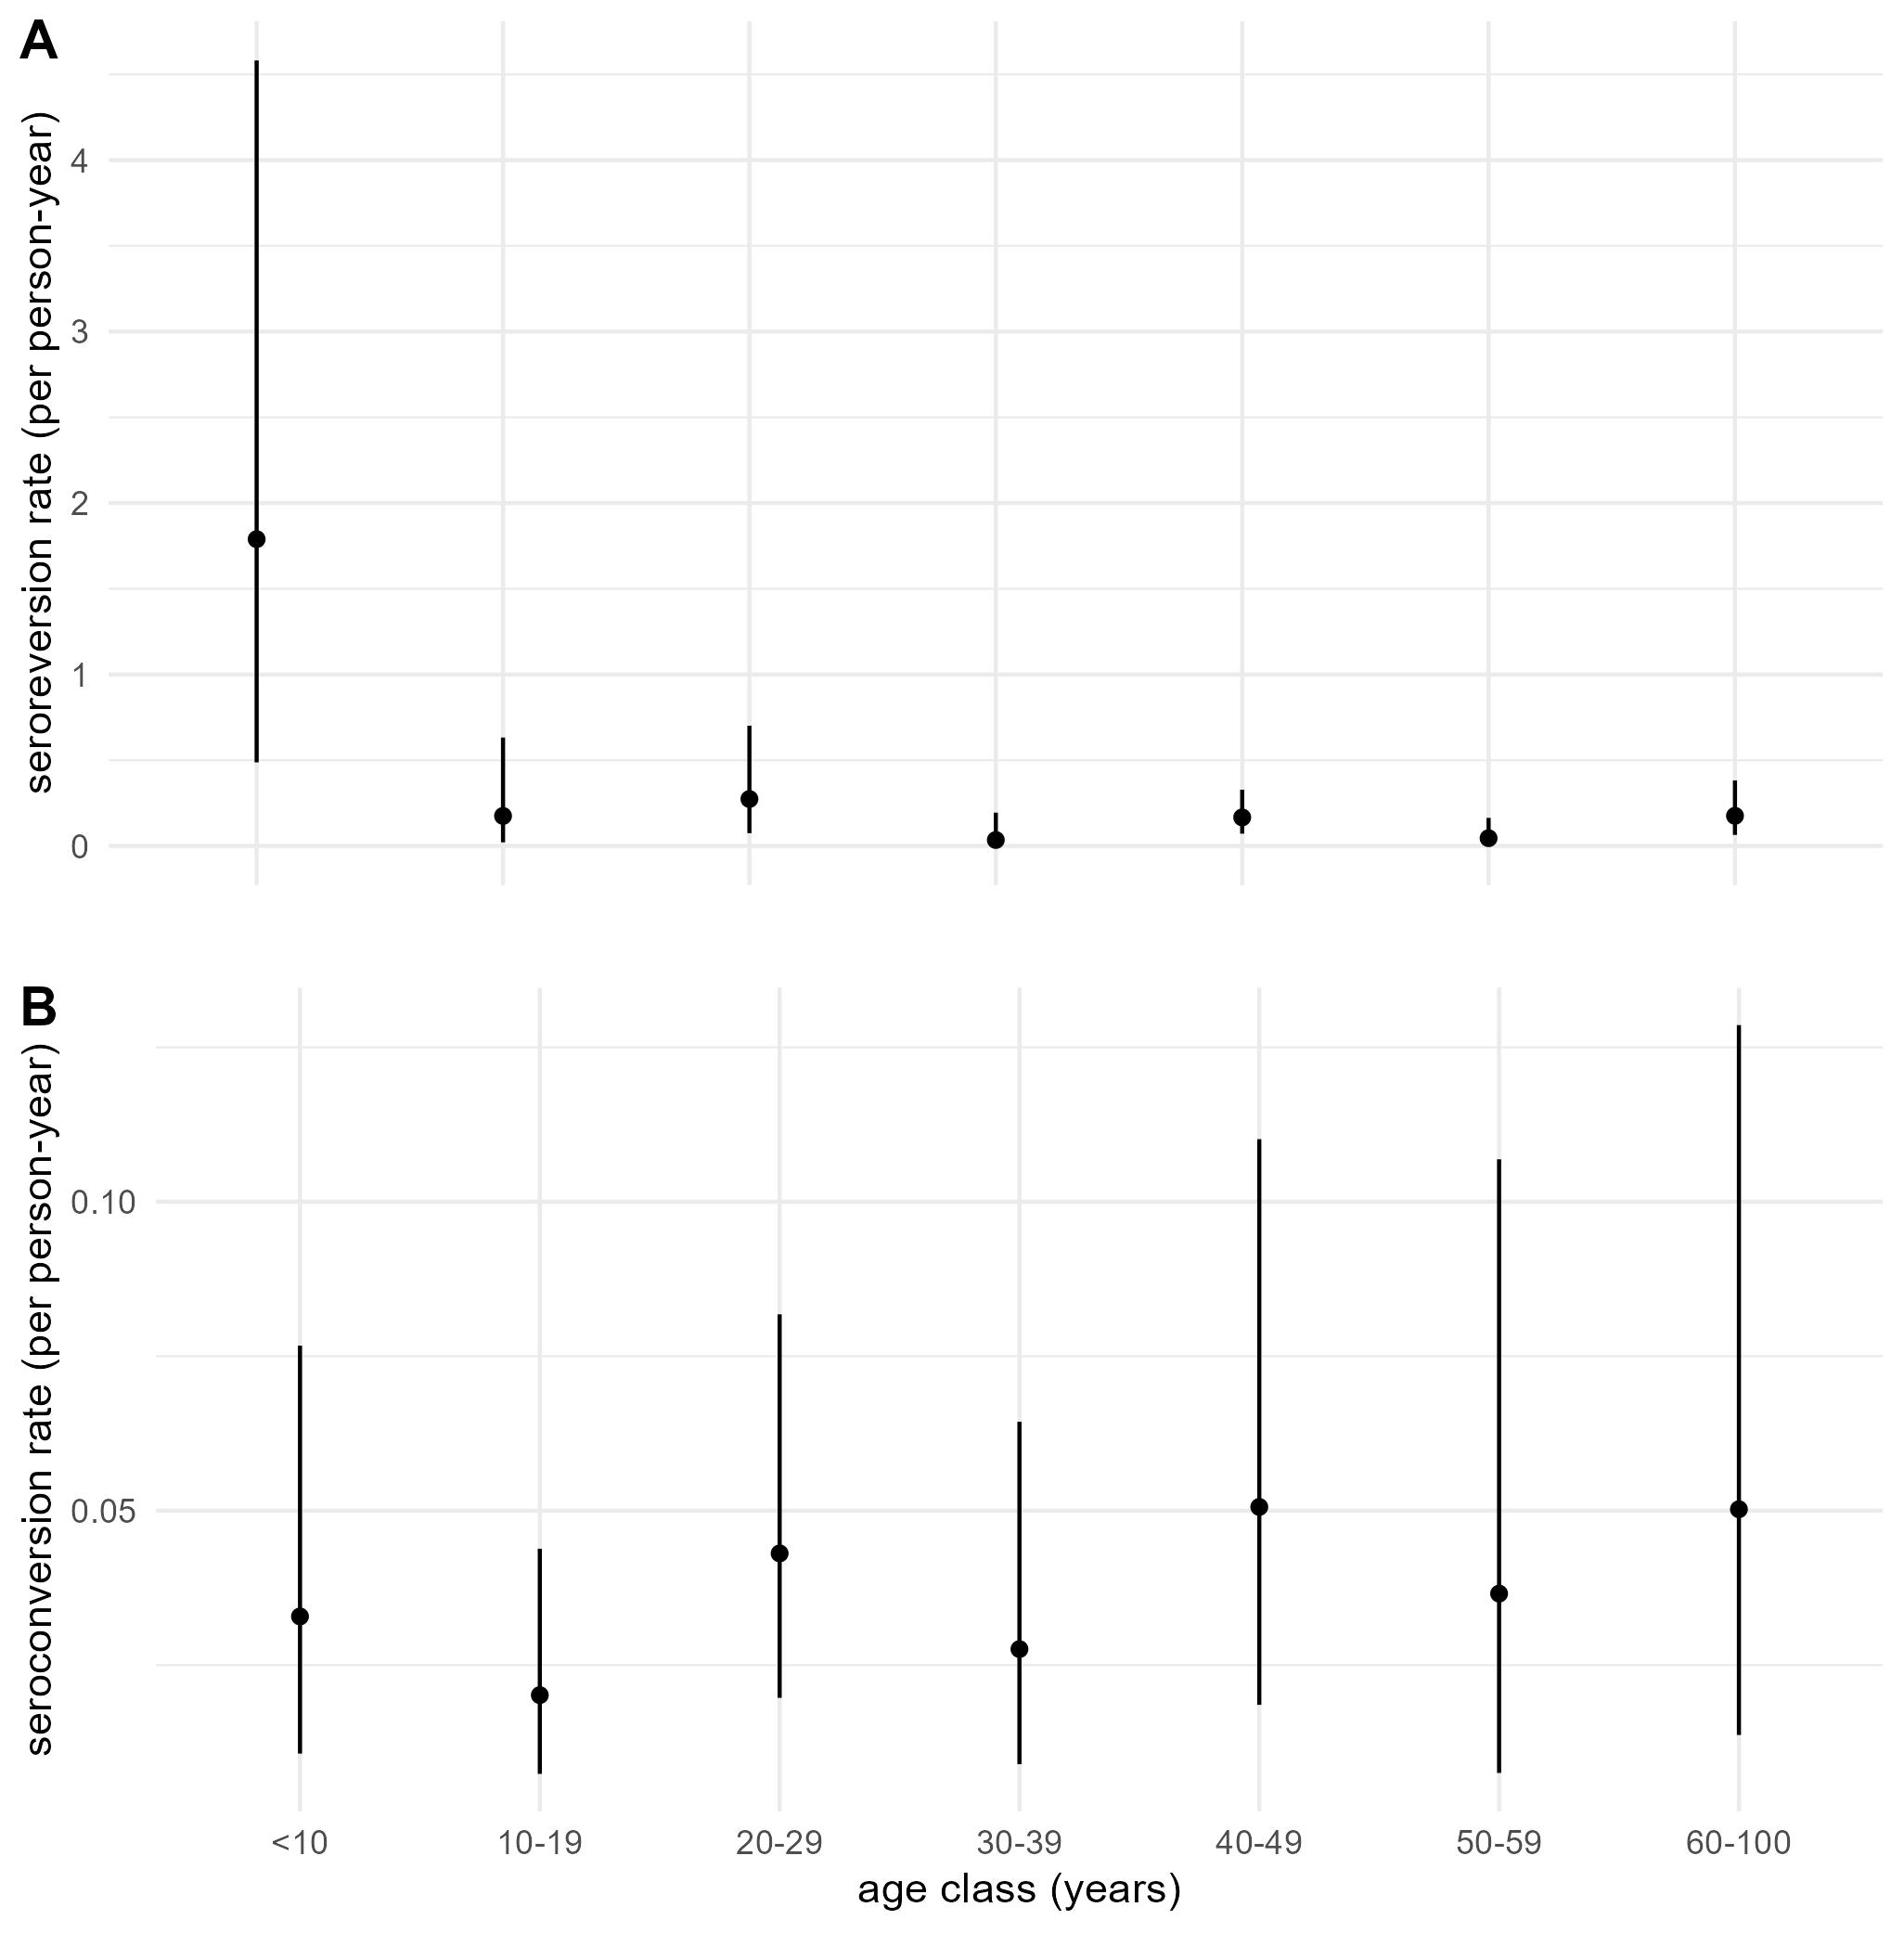 A
seroreversion rate (per person-year)
4
3
2
1
0
B
seroconversion rate (per person-year)
0.10
0.05
<10 10-19 20-29 30-39 40-49 50-59 60-100
age class (years)